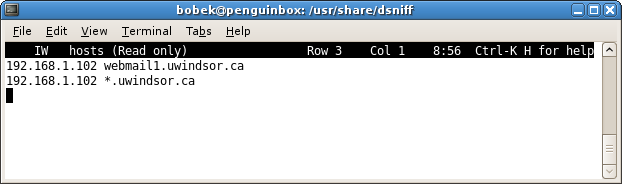 bobek@penguinbox: /usr/share/dsniff
File Edit View Terminal Tabs Help
IW hosts (Read only) Row 3 Col 1 8:56 Ctrl-K H for help
192.168.1.102 webmail1.uwindsor.ca
192.168.1.102 *.uwindsor.ca